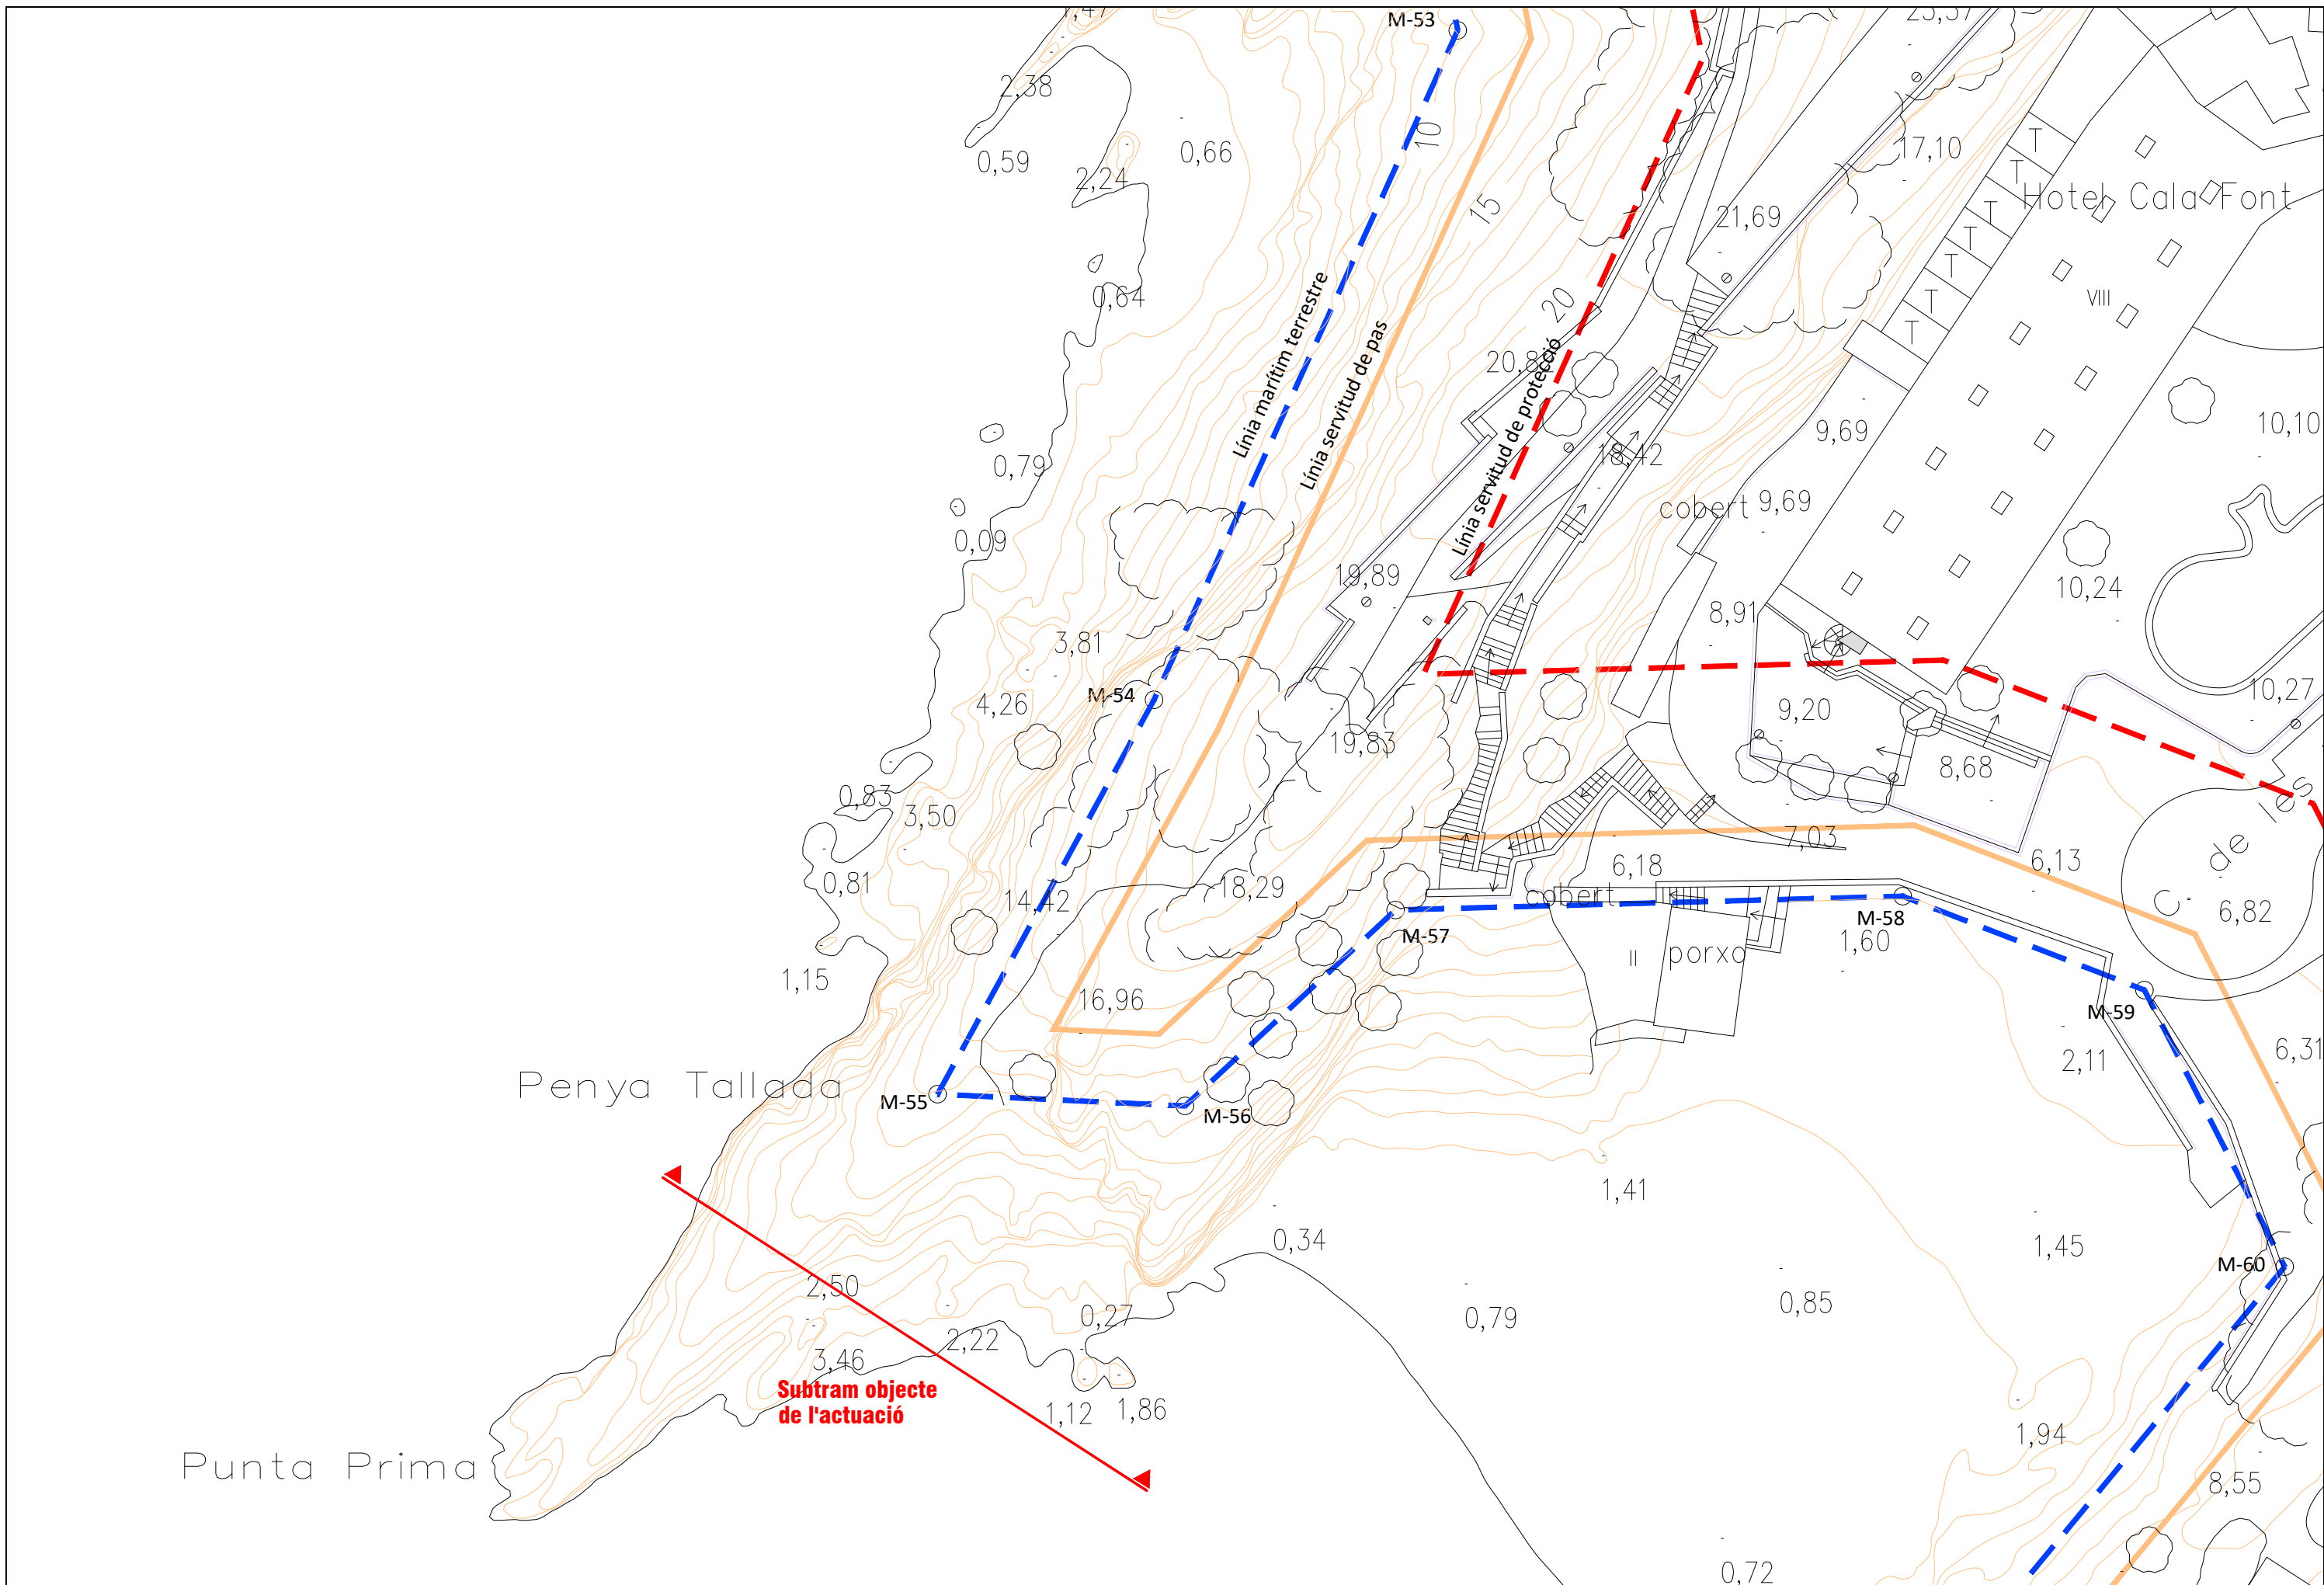 M-53
23,37
2,38
0,59
2,24
0,66
10
17,10
T
T
T
T
T
T
T
Hotel Cala Font
15
21,69
0,64
VIII
20
Línia marítim terrestre
Línia servitud de pas
Línia servitud de protecció
9,69
10,10
0,79
18,42
cobert
9,69
0,09
19,89
10,24
8,91
3,81
M-54
4,26
10,27
9,20
19,83
8,68
0,83
3,50
7,03
C. de les
6,13
6,18
0,81
14,42
18,29
cobert
6,82
M-57
M-58
1,60
II
porxo
1,15
16,96
M-59
6,31
2,11
Penya Tallada
M-55
M-56
1,41
0,34
1,45
M-60
2,50
0,27
0,79
0,85
2,22
3,46
Subtram objecte
de l'actuació
1,12
1,86
1,94
Punta Prima
8,55
0,72